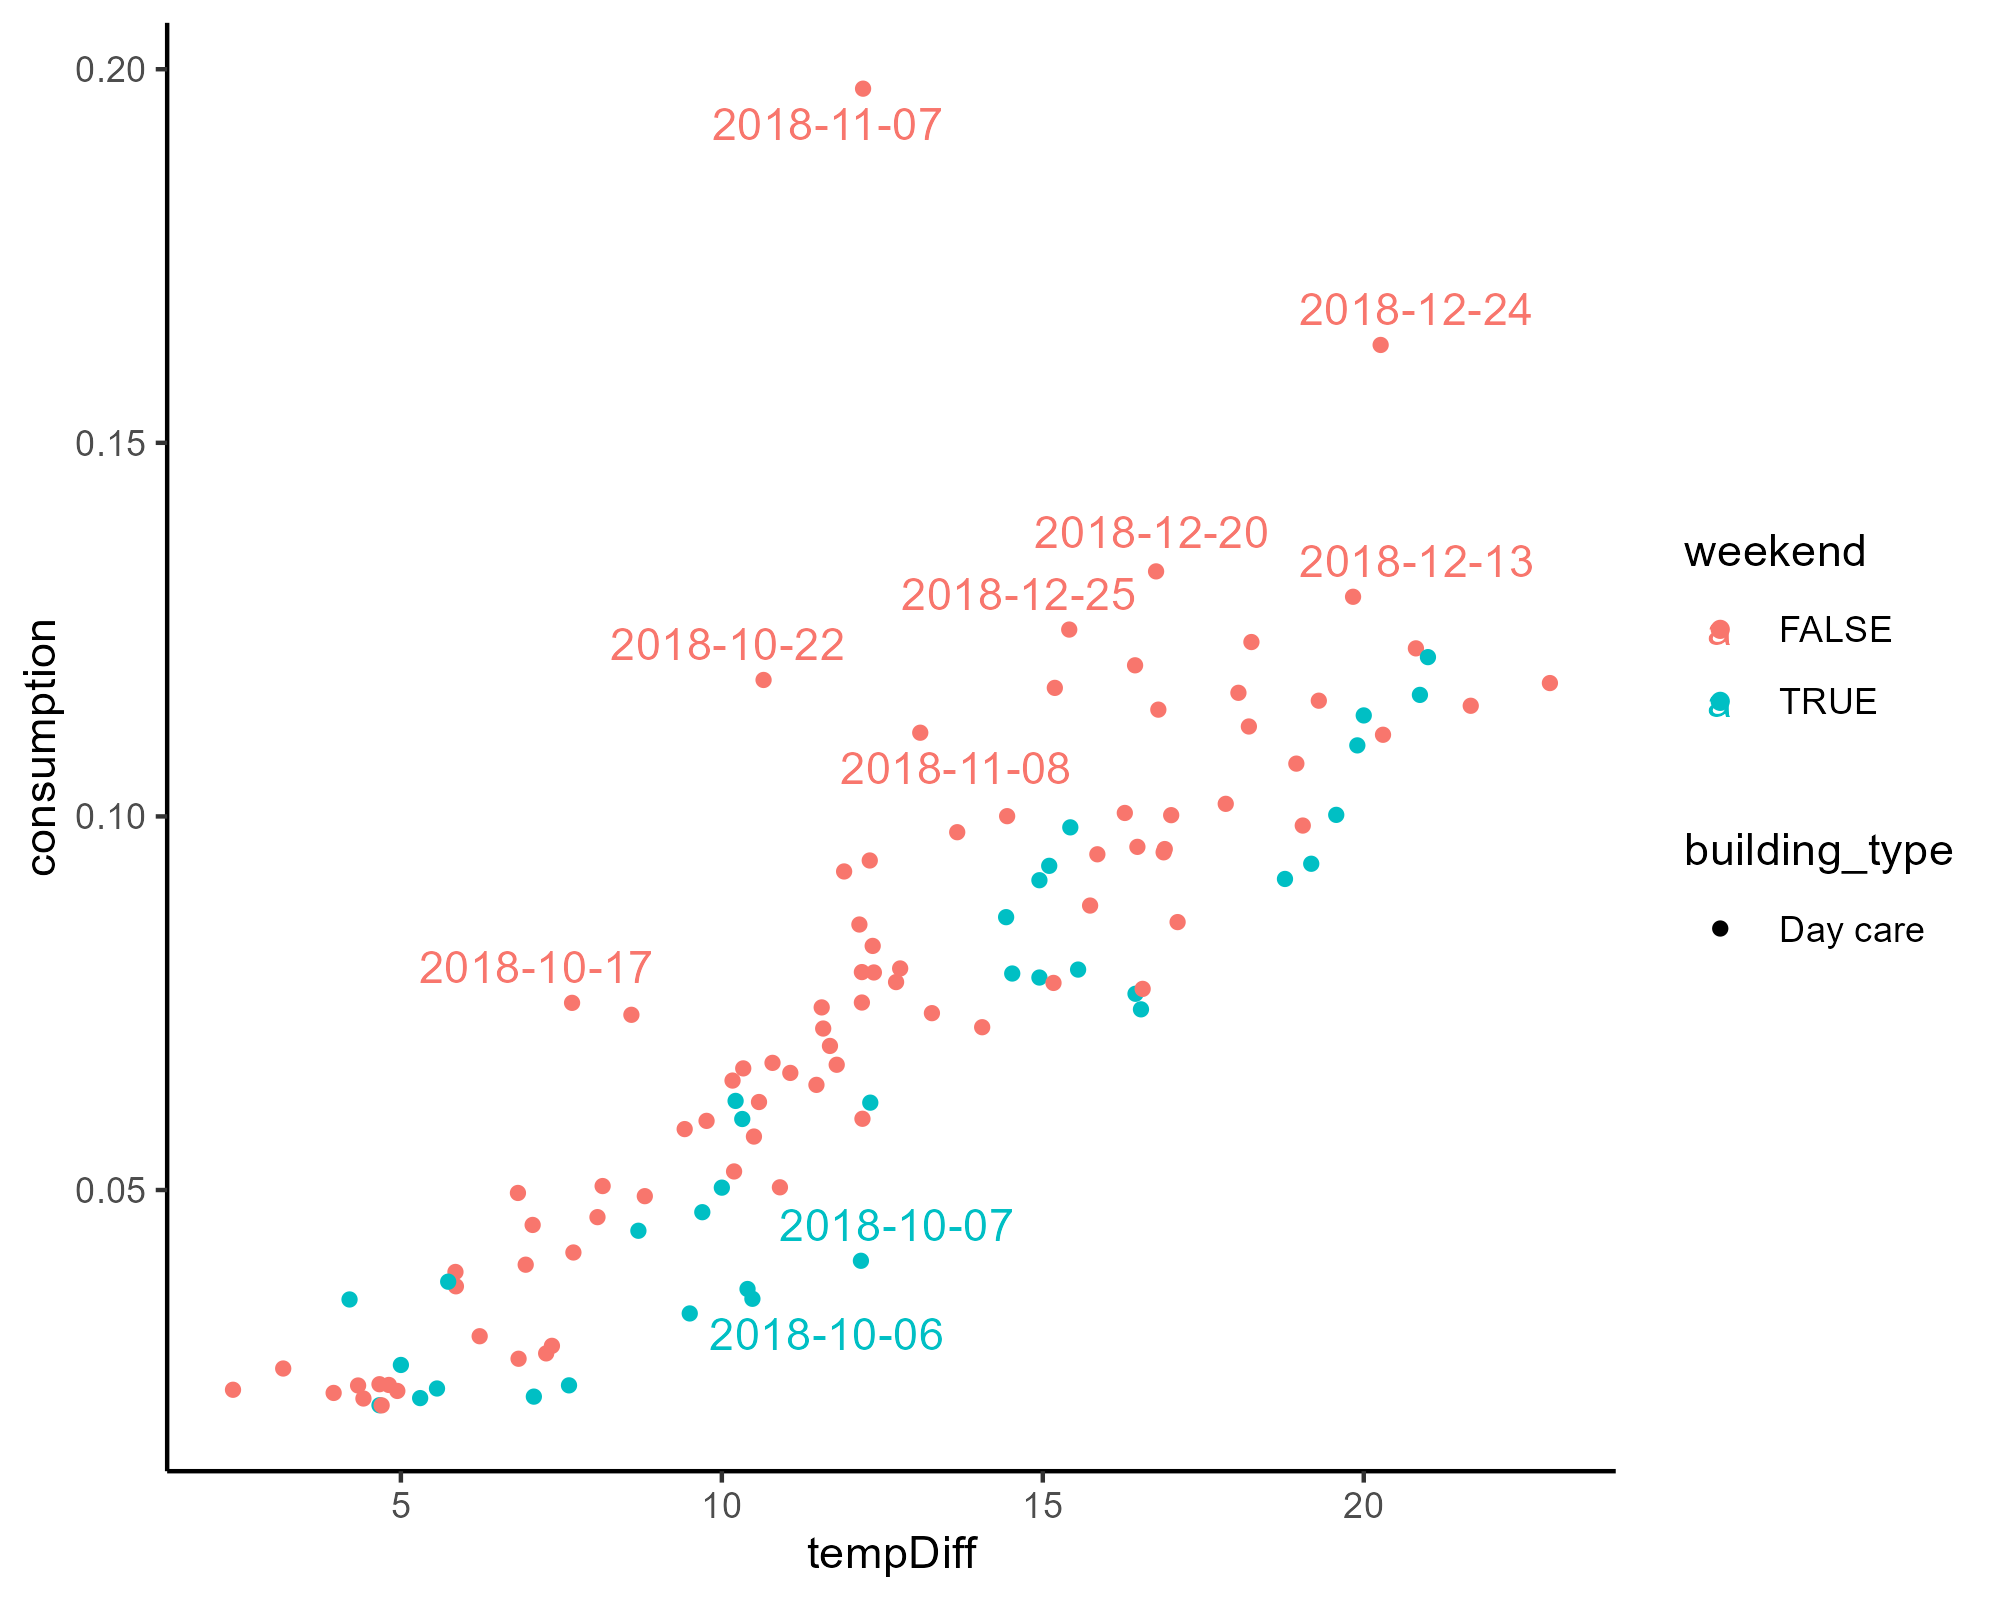 0.20
0.15
0.10
0.05
consumption
2018-11-07
2018-12-24
2018-12-20
2018-12-13
2018-12-25
2018-10-22
2018-11-08
2018-10-17
2018-10-07
2018-10-06
5 10 15 20
tempDiff
weekend
a FALSE
a TRUE
building_type
Day care